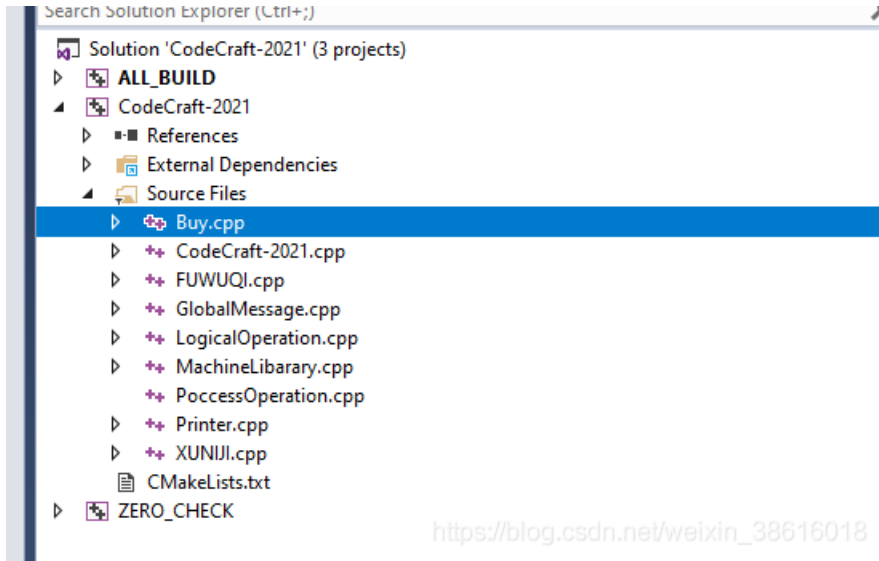 Search Solution Explorer (Ctrl+;)
Solution 'CodeCraft-2021' (3 projects)
ALL_BUILD
CodeCraft-2021
References
External Dependencies
Source Files
Buy.cpp
CodeCraft-2021.cpp
FUWUQI.cpp
GlobalMessage.cpp
LogicalOperation.cpp
MachineLibarary.cpp
PoccessOperation.cpp
Printer.cpp
XUNIJI.cpp
CMakeLists.txt
ZERO_CHECK
https://blog.csdn.net/weixin_38616018